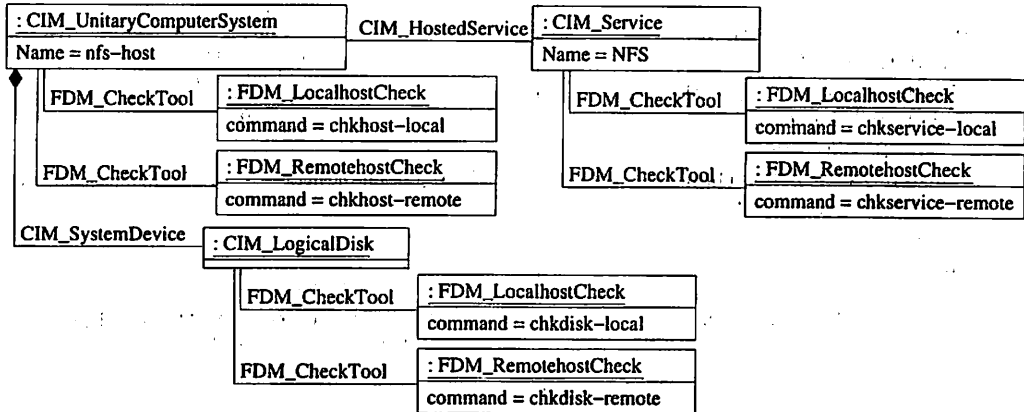 : CIM_UnitaryComputerSystem
Name = nfs-host
CIM_HostedService
: CIM_Service
Name = NFS
FDM_CheckTool
: FDM_LocalhostCheck
command = chkhost-local
FDM_CheckTool
: FDM_LocalhostCheck
command = chkservice-local
FDM_CheckTool
: FDM_RemotehostCheck
command = chkhost-remote
FDM_CheckTool
: FDM_RemotehostCheck
command = chkservice-remote
CIM_SystemDevice
: CIM_LogicalDisk
FDM_CheckTool
: FDM_LocalhostCheck
command = chkdisk-local
FDM_CheckTool
: FDM_RemotehostCheck
command = chkdisk-remote